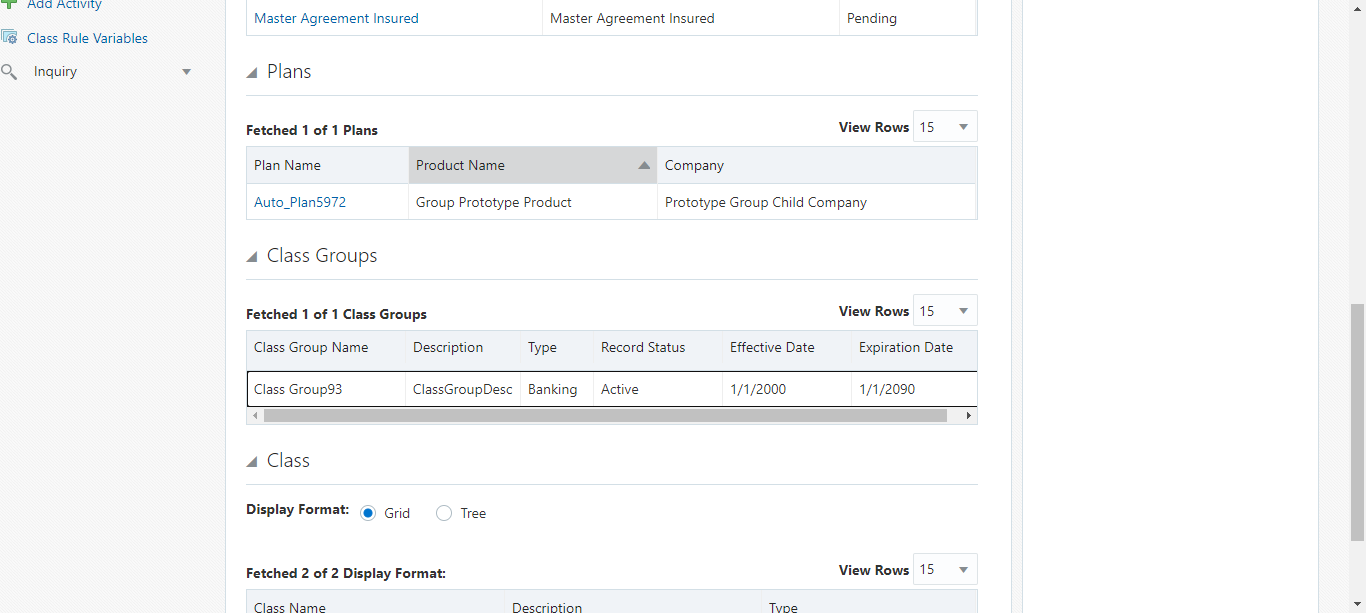 Add Activity
Class Rule Variables
Inquiry
Master Agreement Insured Master Agreement Insured Pending
Plans
Fetched 1 of 1 Plans View Rows 15
Plan Name Product Name Company
Auto_Plan5972 Group Prototype Product Prototype Group Child Company
Class Groups
Fetched 1 of 1 Class Groups View Rows 15
Class Group Name Description Type Record Status Effective Date Expiration Date
Class Group93 ClassGroupDesc Banking Active 1/1/2000 1/1/2090
Class
Display Format: Grid Tree
Fetched 2 of 2 Display Format: View Rows 15
Class Name Description Type